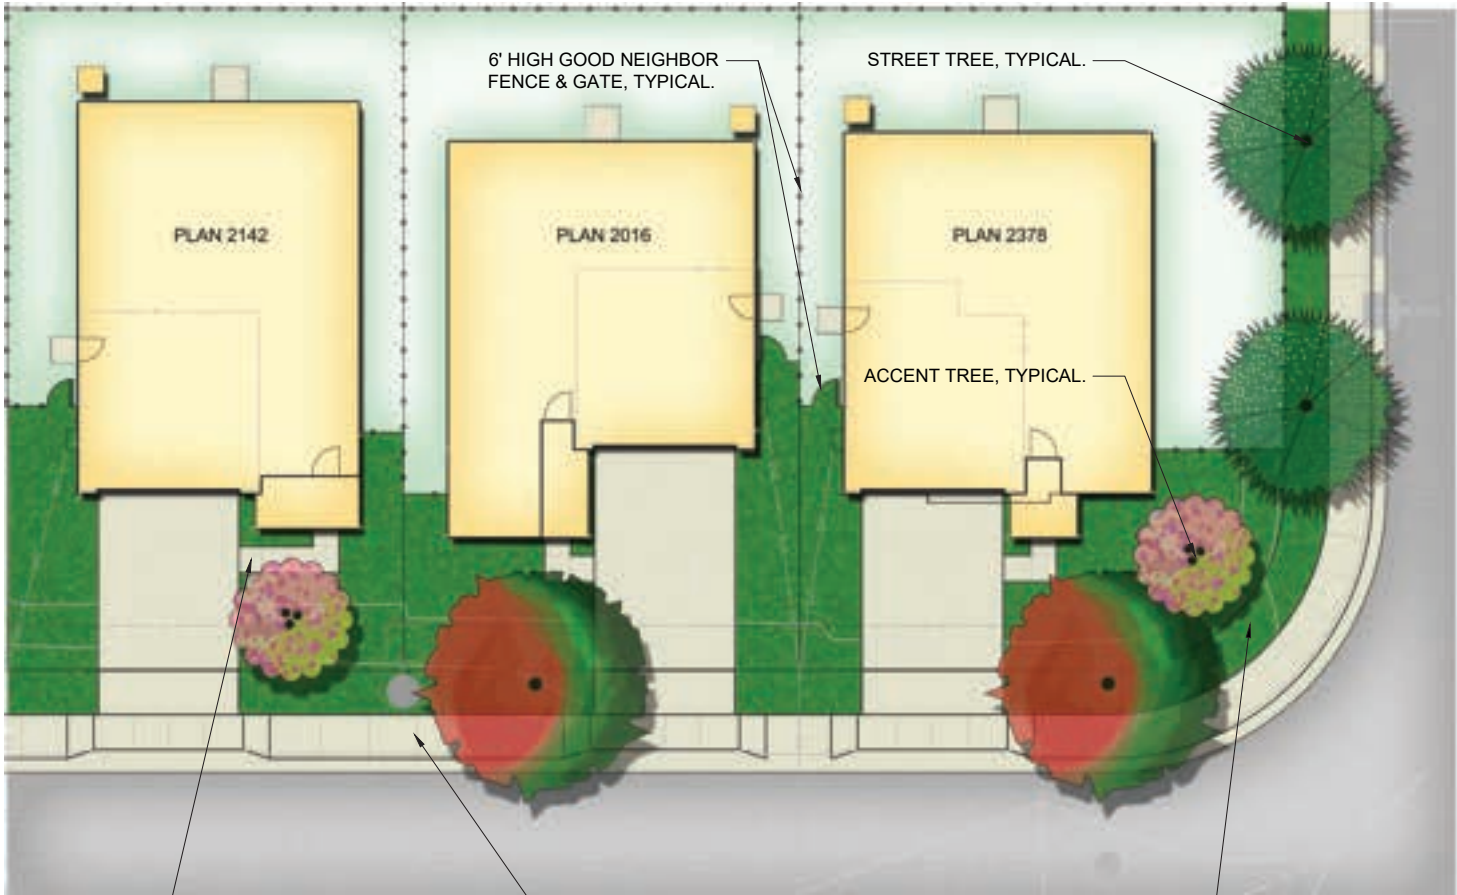 6' HIGH GOOD NEIGHBOR
FENCE & GATE, TYPICAL.
STREET TREE, TYPICAL.
PLAN 2142
PLAN 2016
PLAN 2378
ACCENT TREE, TYPICAL.